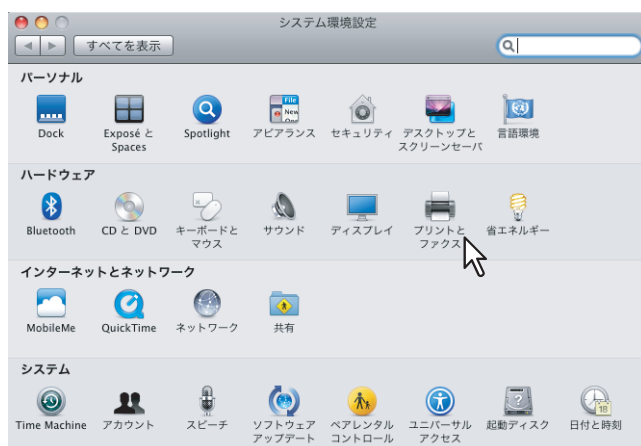 システム環境設定
すべてを表示
パーソナル
Dock
Exposé と
Spaces
Spotlight
アピアランス
セキュリティ
デスクトップと
スクリーンセーバ
言語環境
ハードウェア
Bluetooth
CD と DVD
キーボードと
マウス
サウンド
ディスプレイ
プリントと
ファクス
省エネルギー
インターネットとネットワーク
MobileMe
QuickTime
ネットワーク
共有
システム
Time Machine
アカウント
スピーチ
ソフトウェア
アップデート
ペアレンタル
コントロール
ユニバーサル
アクセス
起動ディスク
日付と時刻